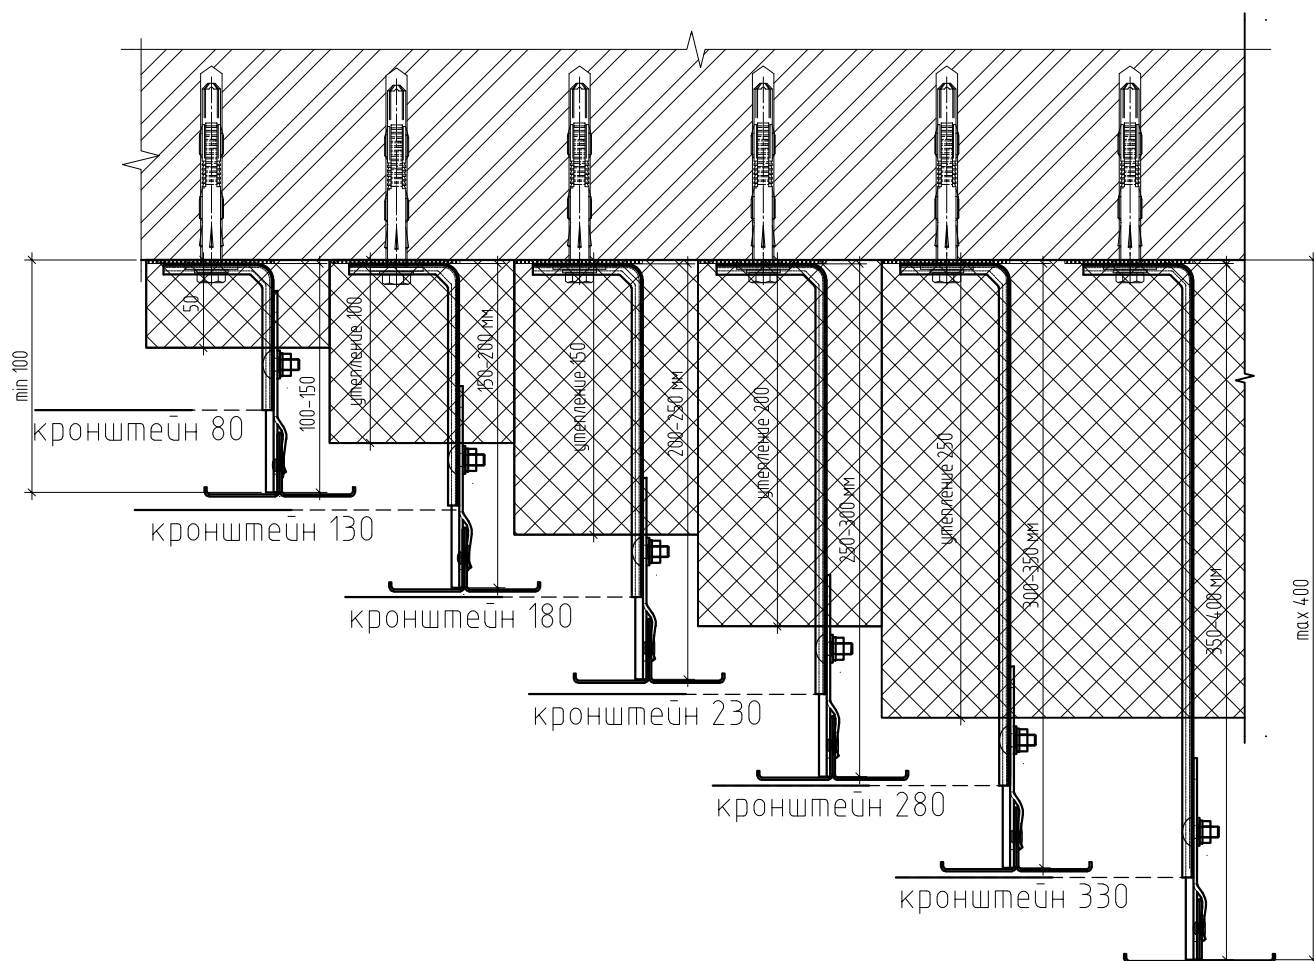 min 100
50
100-150
кронштейн 80
утепление 100
150-200 мм
кронштейн 130
утепление 150
200-250 мм
кронштейн 180
утепление 200
250-300 мм
кронштейн 230
утепление 250
300-350 мм
кронштейн 280
350-400 мм
кронштейн 330
max 400